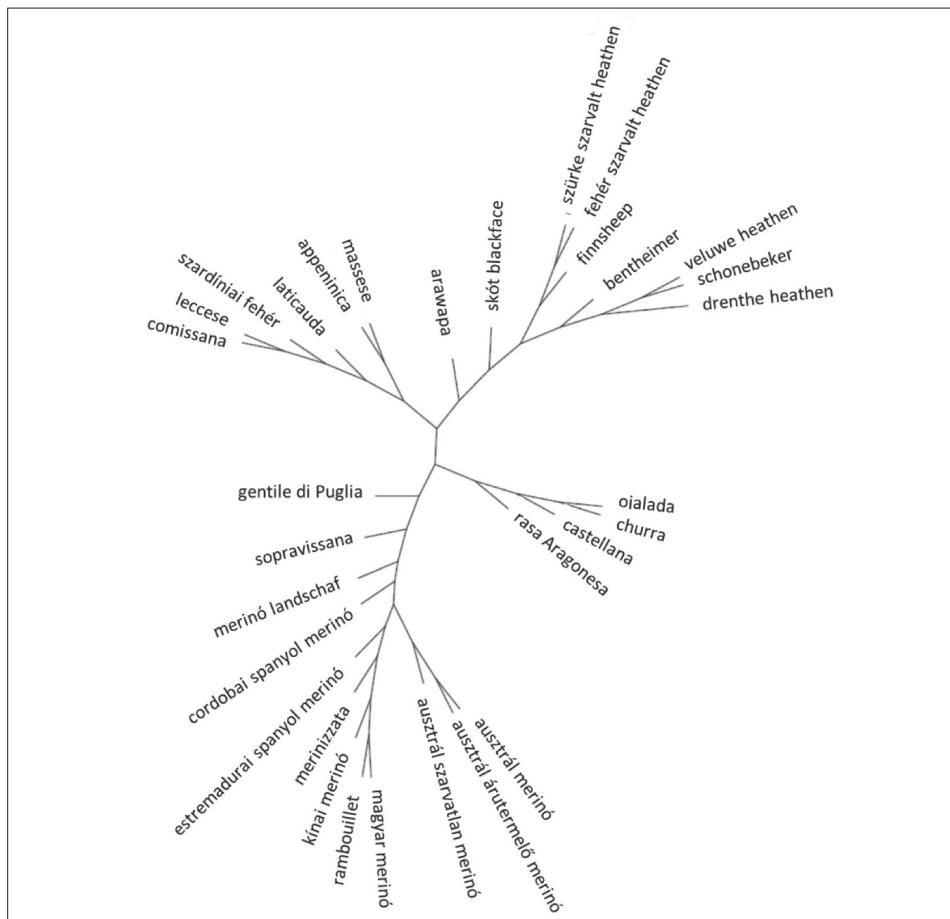 szürke szarvalt heathen
fehér szarvalt heathen
finnsheep
bentheimer
veluwe heathen
schonebeker
drenthe heathen
skót blackface
arawapa
massese
appeninica
laticauda
szardíniai fehér
leccese
comissana
gentile di Puglia
sopravissana
merinó landschaf
cordobai spanyol merinó
estremadurai spanyol merinó
merinizzata
kínai merinó
rambouillet
magyar merinó
ausztrál szarvatlan merinó
ausztrál árutermelő merinó
ausztrál merinó
rasa Aragonesa
castellana
churra
oialada